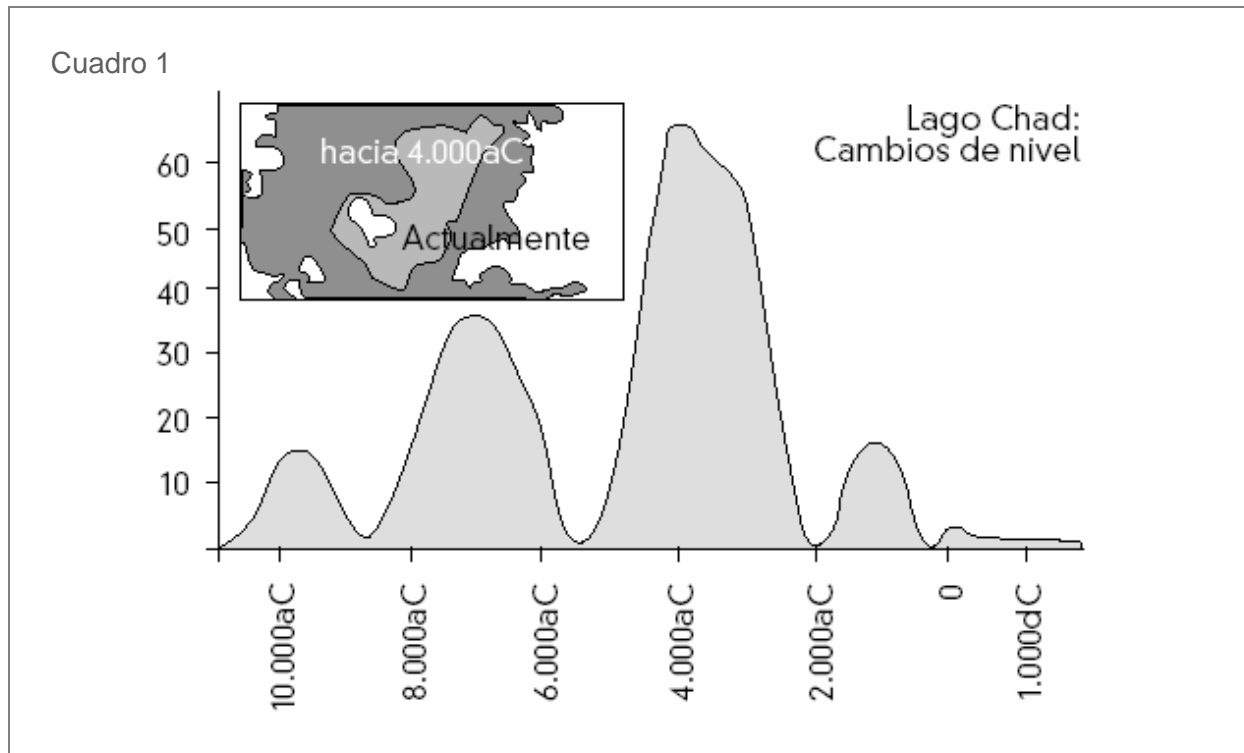 Cuadro 1
Lago Chad:
Cambios de nivel
hacia 4.000aC
Actualmente
60
50
40
30
20
10
10.000aC
8.000aC
6.000aC
4.000aC
2.000aC
0
1.000dC